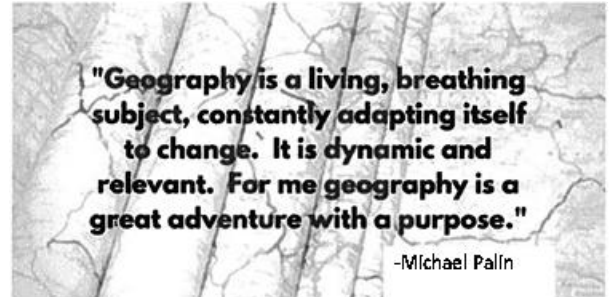 "Geography is a living, breathing
subject, constantly adapting itself
to change. It is dynamic and
relevant. For me geography is a
great adventure with a purpose."
-Michael Palin